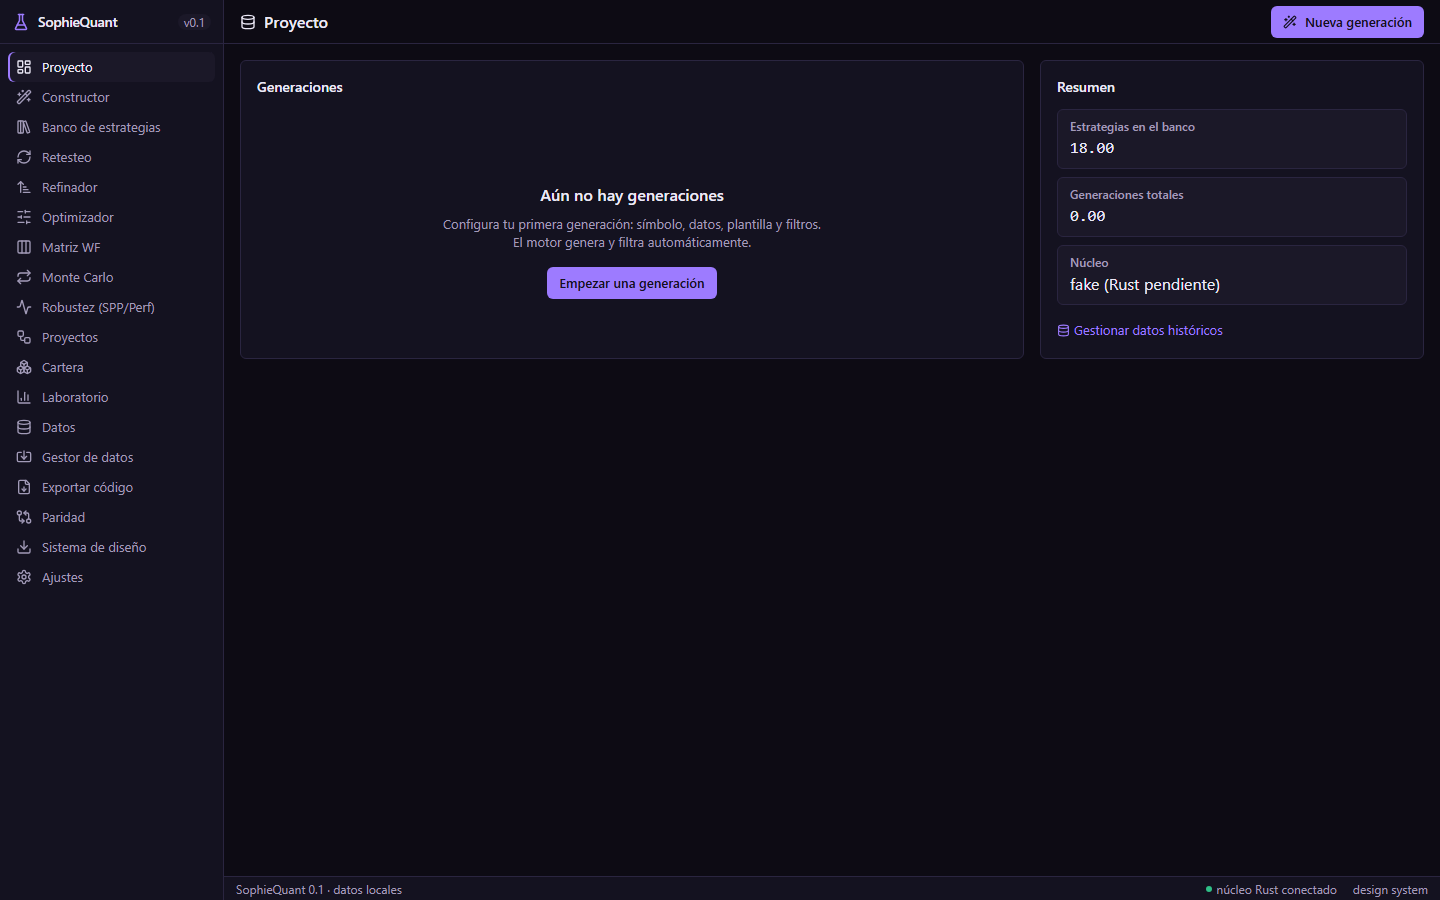 SophieQuant
v0.1
Proyecto
Constructor
Banco de estrategias
Retesteo
Refinador
Optimizador
Matriz WF
Monte Carlo
Robustez (SPP/Perf)
Proyectos
Cartera
Laboratorio
Datos
Gestor de datos
Exportar código
Paridad
Sistema de diseño
Ajustes
Proyecto
Nueva generación
Generaciones
Aún no hay generaciones
Configura tu primera generación: símbolo, datos, plantilla y filtros.
El motor genera y filtra automáticamente.
Empezar una generación
Resumen
Estrategias en el banco
18.00
Generaciones totales
0.00
Núcleo
fake (Rust pendiente)
Gestionar datos históricos
SophieQuant 0.1 · datos locales
núcleo Rust conectado
design system